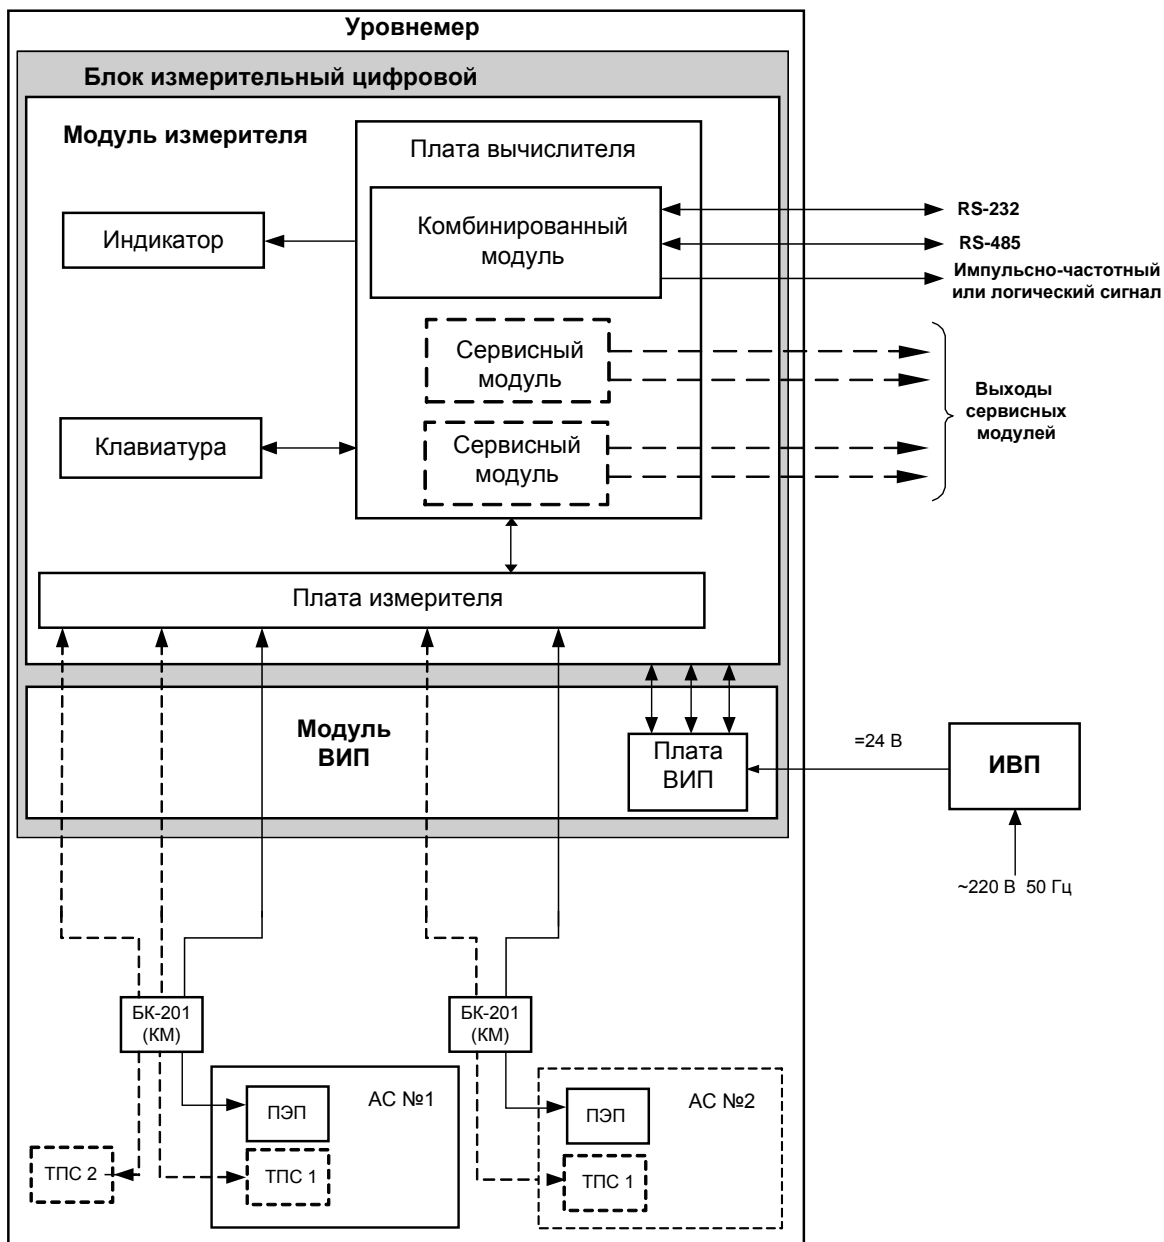 Уровнемер
Блок измерительный цифровой
Модуль измерителя
Плата вычислителя
Комбинированный
модуль
Индикатор
RS-232
RS-485
Импульсно-частотный
или логический сигнал
Сервисный
модуль
Выходы
сервисных
модулей
Клавиатура
Сервисный
модуль
Плата измерителя
Модуль
ВИП
Плата
ВИП
=24 В
ИВП
~220 В 50 Гц
БК-201
(КМ)
БК-201
(КМ)
АС №1
ПЭП
ТПС 1
ТПС 2
АС №2
ПЭП
ТПС 1